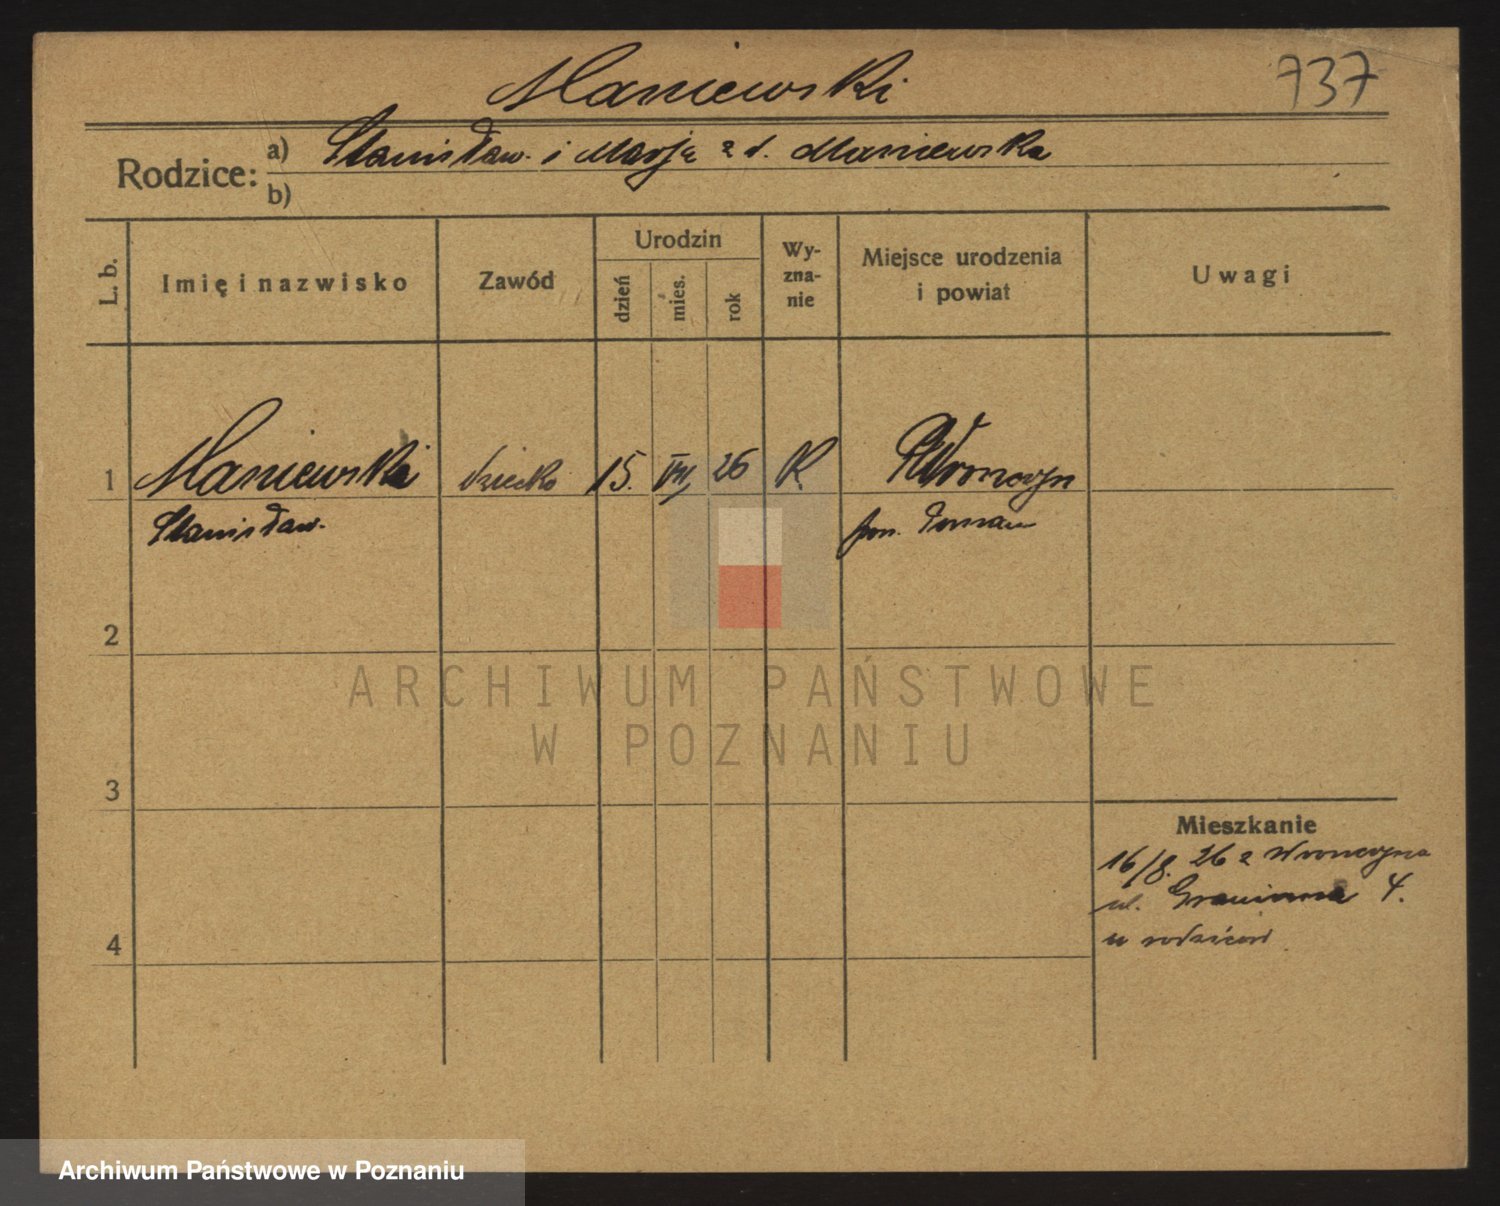 Maniewski
737
Rodzice:
a) Stanisław. i Marja z d. Maniewska
b)
L. b.
Imię i nazwisko
Zawód
Urodzin
dzień
mies.
rok
Wy-
zna-
nie
Miejsce urodzenia
i powiat
Uwagi
1 Maniewski dziecko 15. VII, 26 K. Wronczyn
Stanisław. pow. Poznań
2
3
4
Mieszkanie
16/8. 26 z Wronczyna
ul. 4.
u rodziców
ARCHIWUM PAŃSTWOWE
W POZNANIU
Archiwum Państwowe w Poznaniu